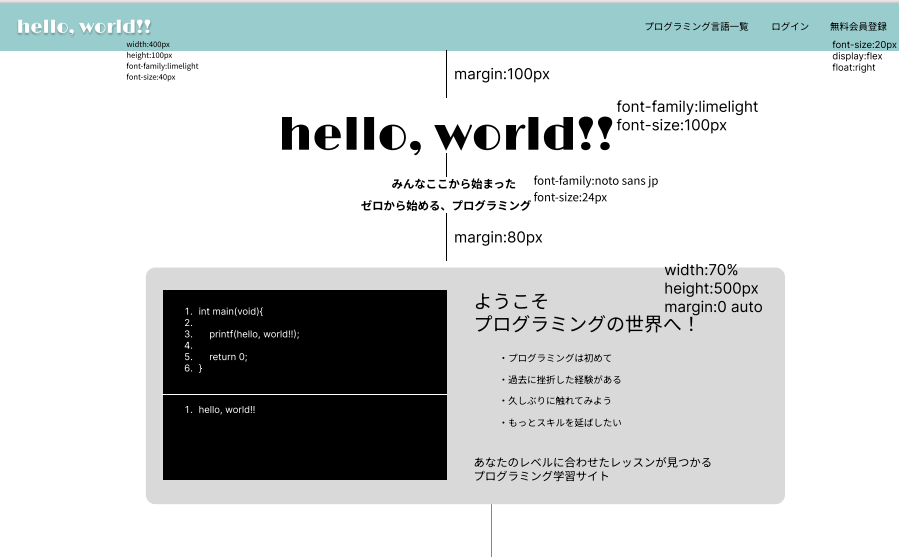 hello, world!!
プログラミング言語一覧
ログイン
無料会員登録
width:400px
height:100px
font-family:limelight
font-size:40px
font-size:20px
display:flex
float:right
margin:100px
hello, world!!
font-family:limelight
font-size:100px
みんなここから始まった
ゼロから始める、プログラミング
font-family:noto sans jp
font-size:24px
margin:80px
width:70%
height:500px
margin:0 auto
1. int main(void){
2.
3. printf(hello, world!!);
4.
5. return 0;
6. }
1. hello, world!!
ようこそ
プログラミングの世界へ！
・プログラミングは初めて
・過去に挫折した経験がある
・久しぶりに触れてみよう
・もっとスキルを延ばしたい
あなたのレベルに合わせたレッスンが見つかる
プログラミング学習サイト